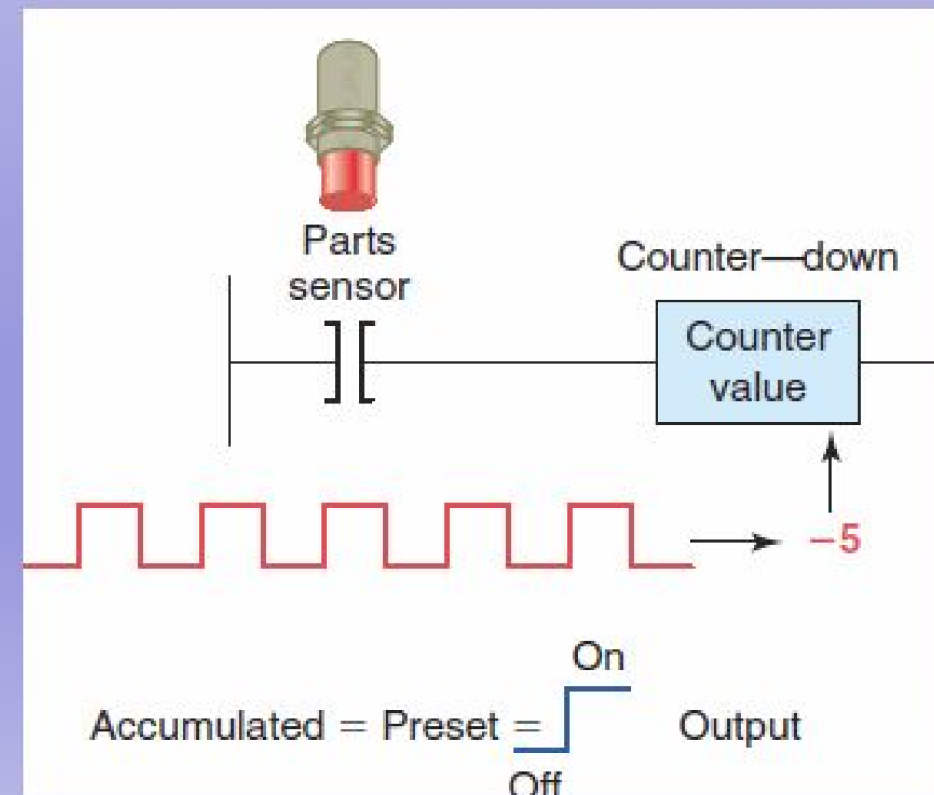 Parts
sensor
Counter—down
Counter
value
−5
On
Accumulated = Preset =
Output
Off